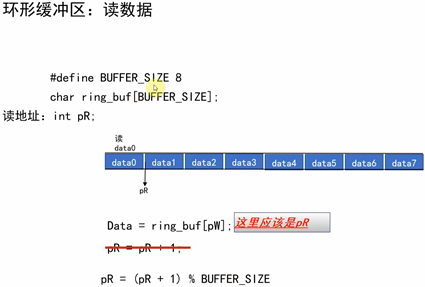 环形缓冲区：读数据
#define BUFFER_SIZE 8
char ring_buf[BUFFER_SIZE];
读地址：int pR;
读
data0
data0 data1 data2 data3 data4 data5 data6 data7
pR
Data = ring_buf[pW]; 这里应该是pR
pR = pR + 1;
pR = (pR + 1) % BUFFER_SIZE